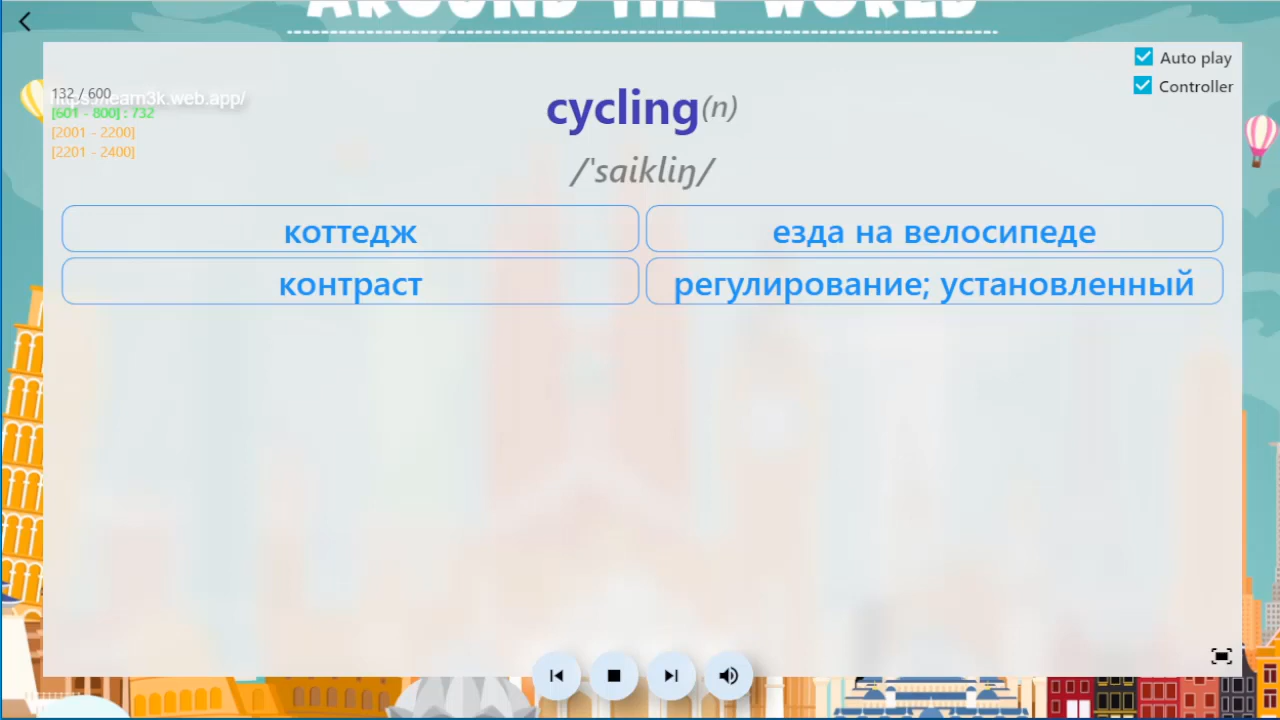 AROUND THE WORLD
Auto play
Controller
132 / 600
https://learn3k.web.app/
[601 - 800] : 732
[2001 - 2200]
[2201 - 2400]
cycling(n)
/'saikliŋ/
коттедж
езда на велосипеде
контраст
регулирование; установленный